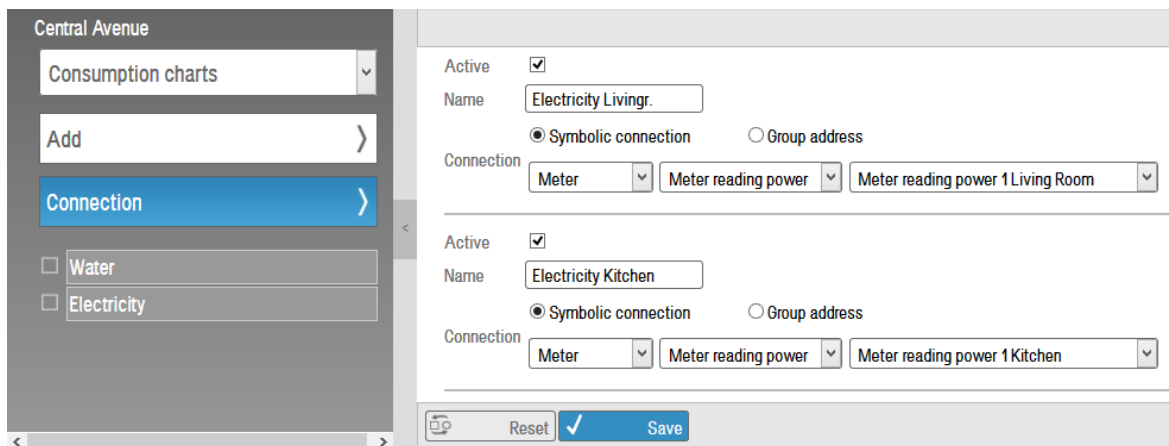 Central Avenue
Consumption charts
Add
Connection
Water
Electricity
Active
Name Electricity Livingr.
Symbolic connection Group address
Connection
Meter Meter reading power Meter reading power 1 Living Room
Active
Name Electricity Kitchen
Symbolic connection Group address
Connection
Meter Meter reading power Meter reading power 1 Kitchen
Reset Save